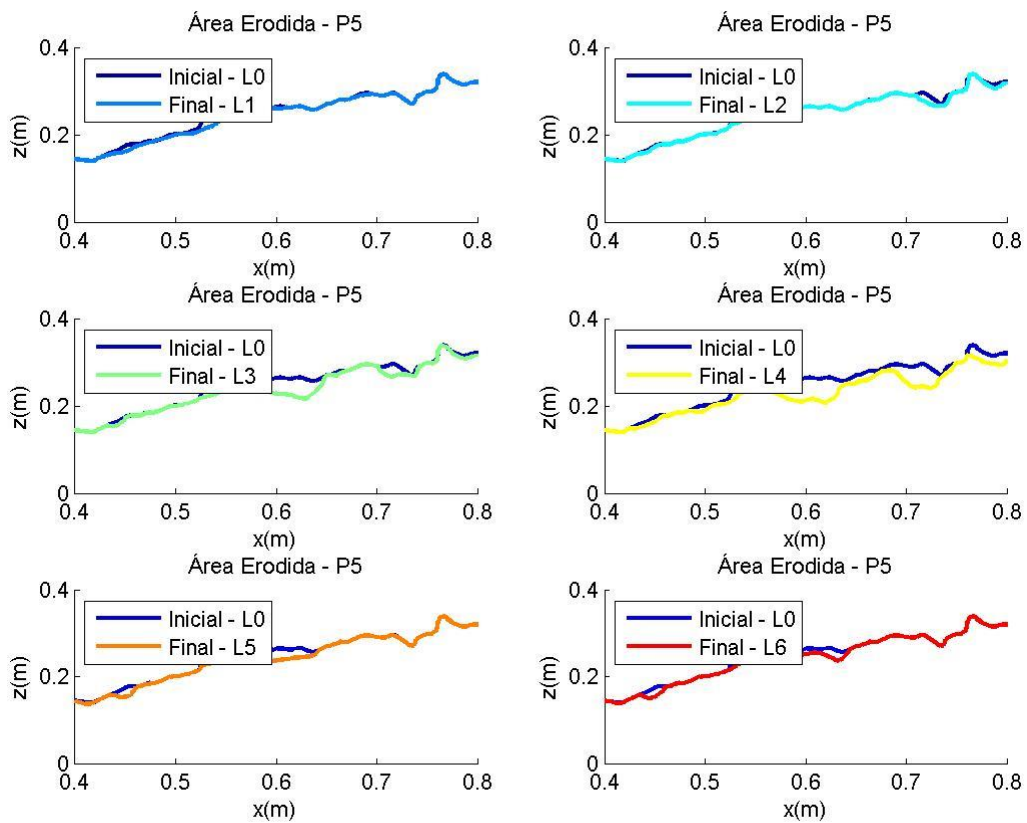 Área Erodida - P5
0.4
0.2
0
z(m)
Inicial - L0
Final - L1
0.4 0.5 0.6 0.7 0.8
x(m)
Área Erodida - P5
0.4
0.2
0
z(m)
Inicial - L0
Final - L2
0.4 0.5 0.6 0.7 0.8
x(m)
Área Erodida - P5
0.4
0.2
0
z(m)
Inicial - L0
Final - L3
0.4 0.5 0.6 0.7 0.8
x(m)
Área Erodida - P5
0.4
0.2
0
z(m)
Inicial - L0
Final - L4
0.4 0.5 0.6 0.7 0.8
x(m)
Área Erodida - P5
0.4
0.2
0
z(m)
Inicial - L0
Final - L5
0.4 0.5 0.6 0.7 0.8
x(m)
Área Erodida - P5
0.4
0.2
0
z(m)
Inicial - L0
Final - L6
0.4 0.5 0.6 0.7 0.8
x(m)